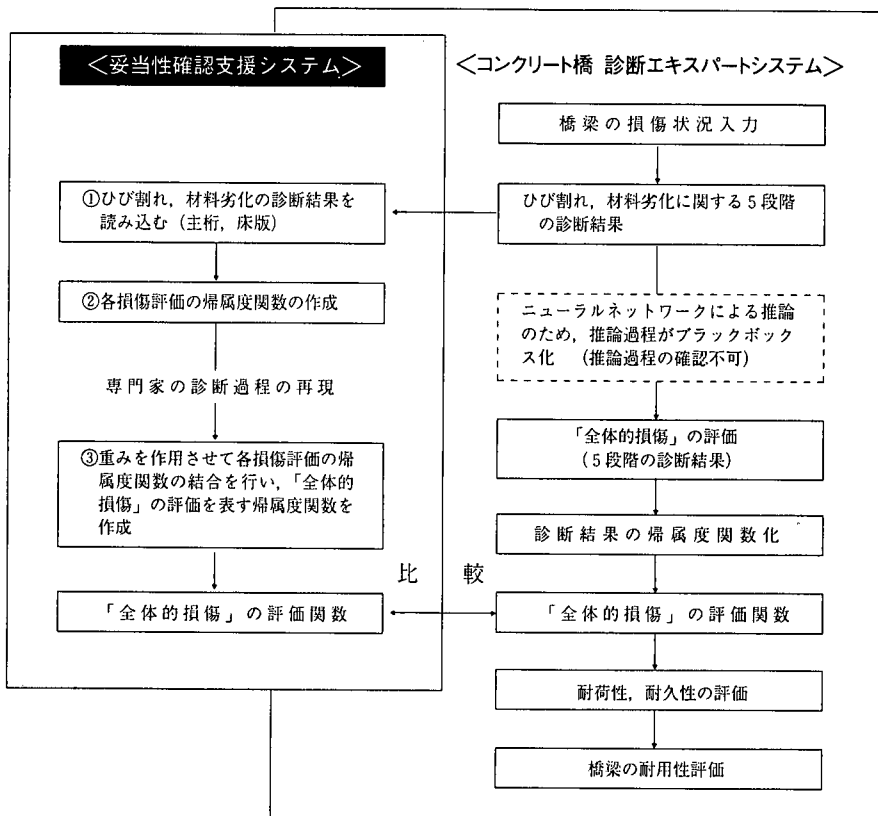 <妥当性確認支援システム>
①ひび割れ,材料劣化の診断結果を
読み込む(主桁,床版)
②各損傷評価の帰属度関数の作成
専門家の診断過程の再現
③重みを作用させて各損傷評価の帰
属度関数の結合を行い,「全体的
損傷」の評価を表す帰属度関数を
作成
「全体的損傷」の評価関数
比較
<コンクリート橋 診断エキスパートシステム>
橋梁の損傷状況入力
ひび割れ,材料劣化に関する5段階
の診断結果
ニューラルネットワークによる推論
のため,推論過程がブラックボック
ス化 (推論過程の確認不可)
「全体的損傷」の評価
(5段階の診断結果)
診断結果の帰属度関数化
「全体的損傷」の評価関数
耐荷性,耐久性の評価
橋梁の耐用性評価